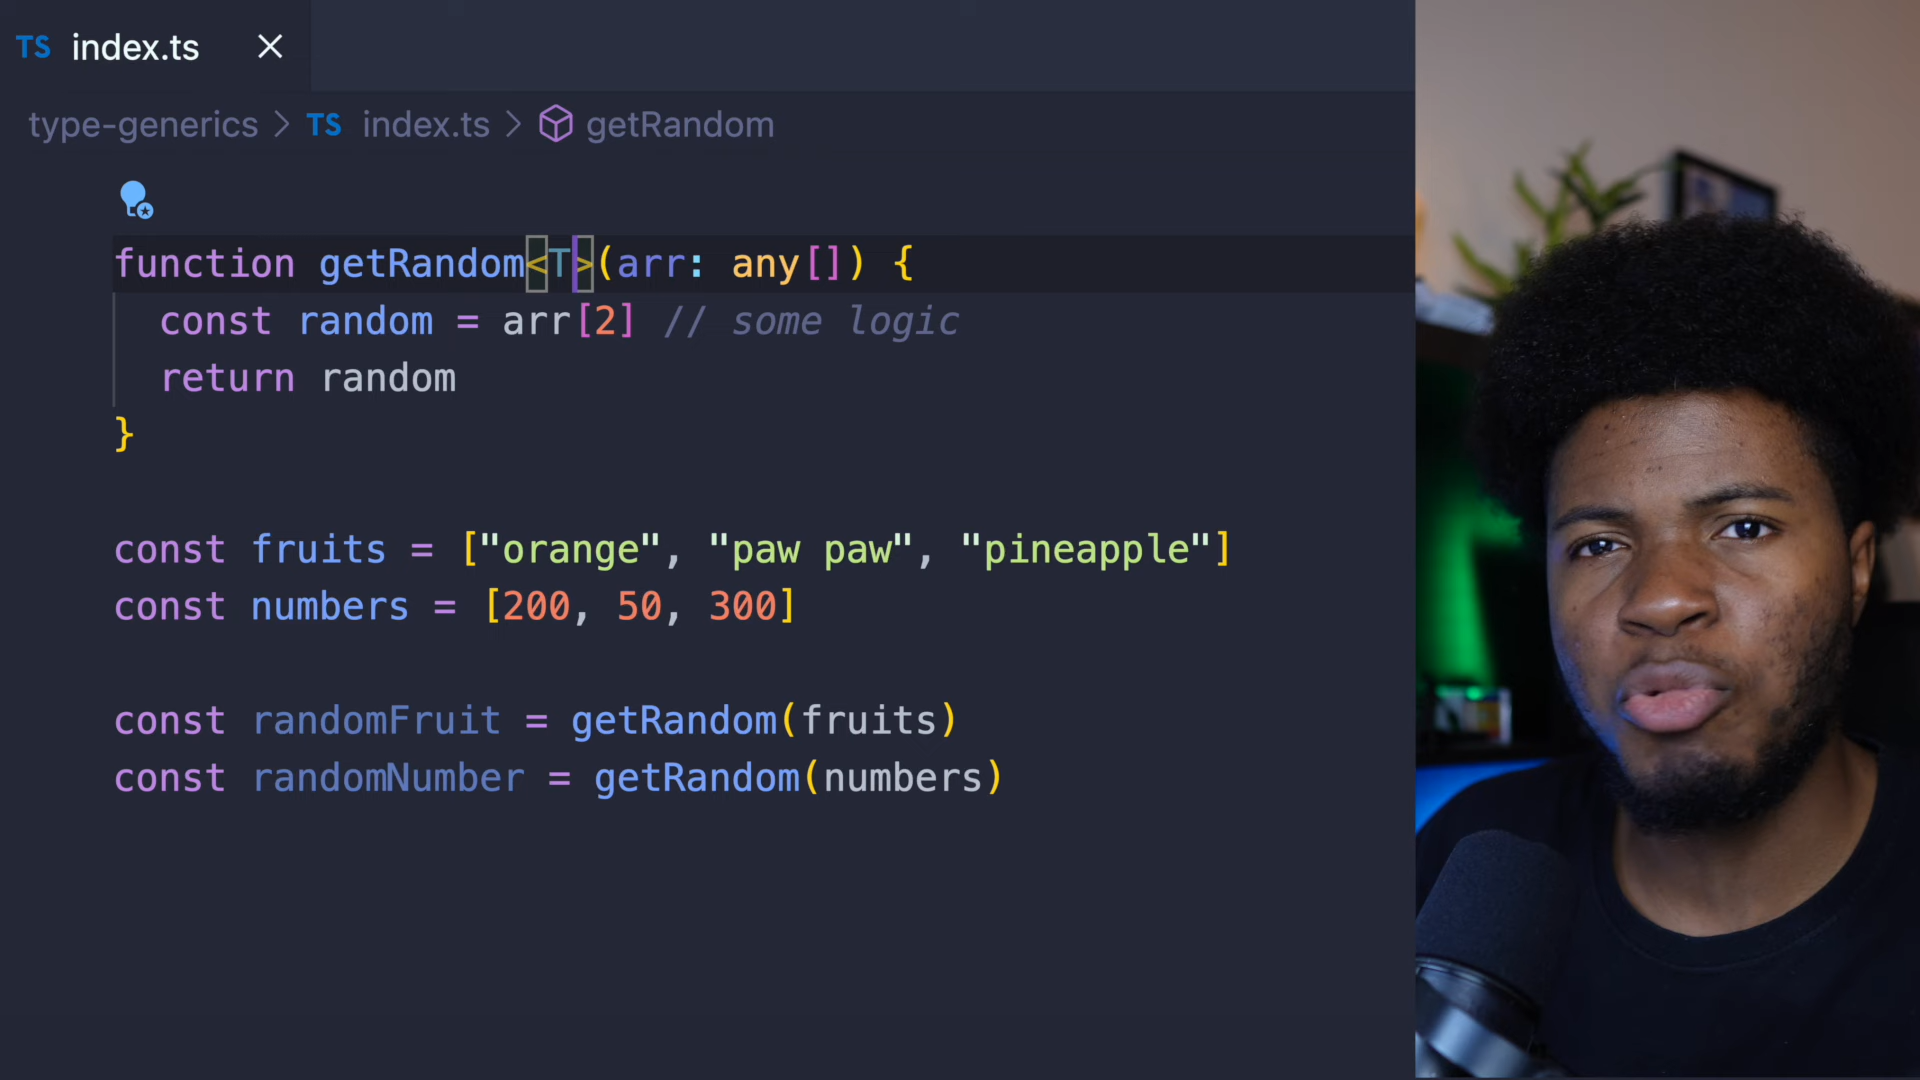 TS index.ts
type-generics > TS index.ts > getRandom
function getRandom<T>(arr: any[]) {
const random = arr[2] // some logic
return random
}
const fruits = ["orange", "paw paw", "pineapple"]
const numbers = [200, 50, 300]
const randomFruit = getRandom(fruits)
const randomNumber = getRandom(numbers)